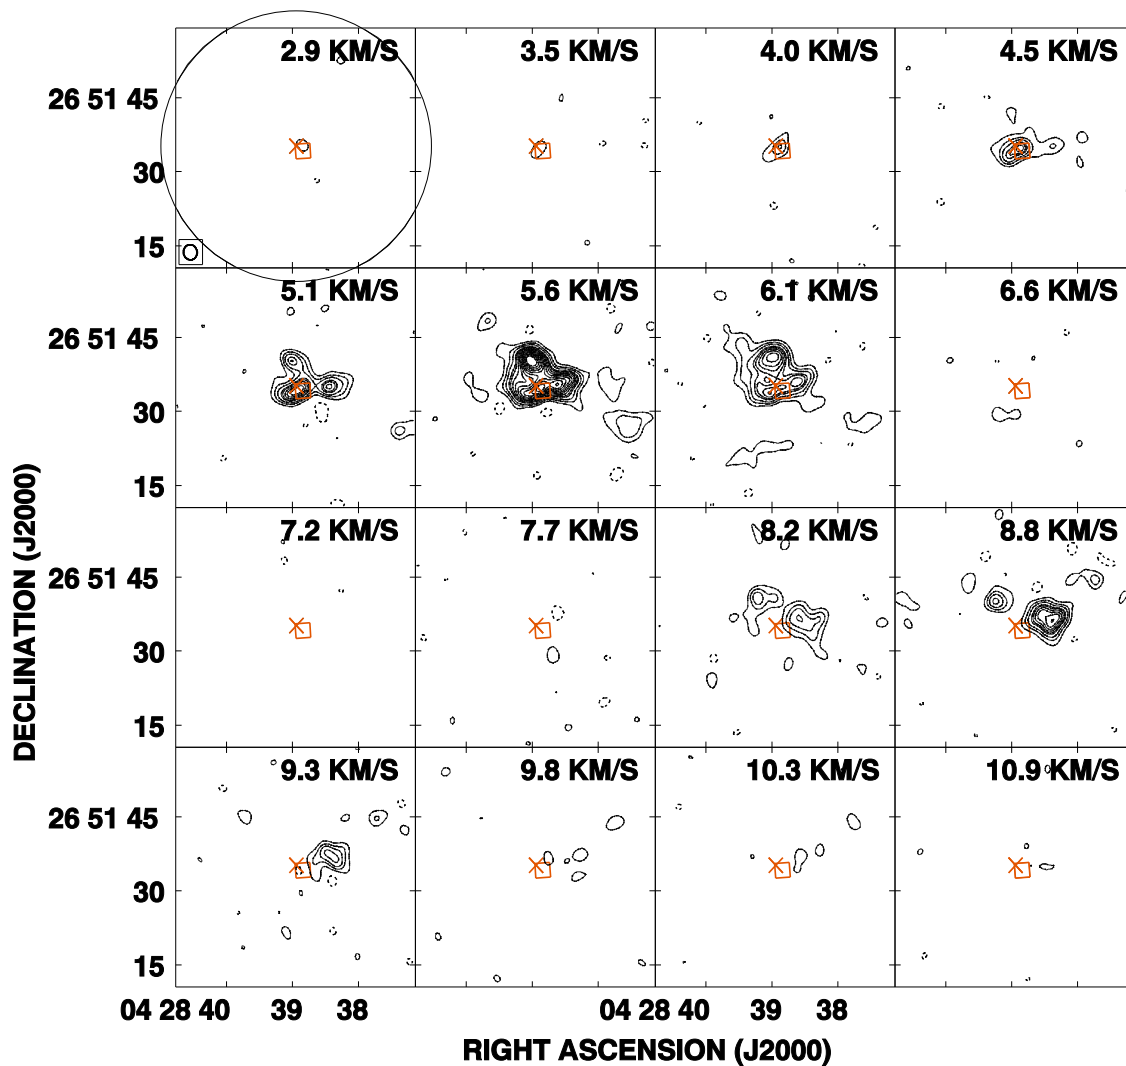 2.9 KM/S 3.5 KM/S 4.0 KM/S 4.5 KM/S
26 51 45
30
15
5.1 KM/S 5.6 KM/S 6.1 KM/S 6.6 KM/S
26 51 45
30
15
7.2 KM/S 7.7 KM/S 8.2 KM/S 8.8 KM/S
26 51 45
30
15
9.3 KM/S 9.8 KM/S 10.3 KM/S 10.9 KM/S
26 51 45
30
15
04 28 40 39 38 04 28 40 39 38
DECLINATION (J2000)
RIGHT ASCENSION (J2000)